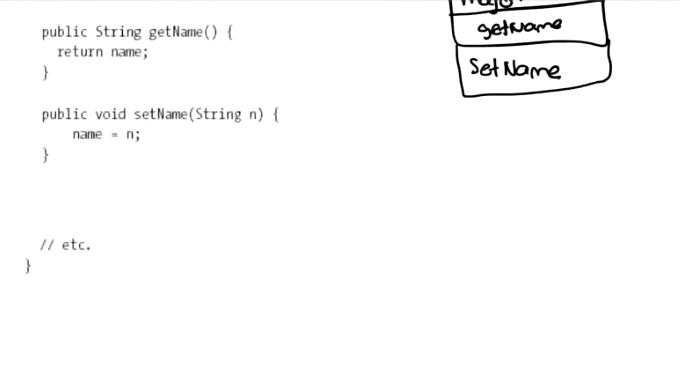 public String getName() {
return name;
}
public void setName(String n) {
name = n;
}
// etc.
}
getName
SetName